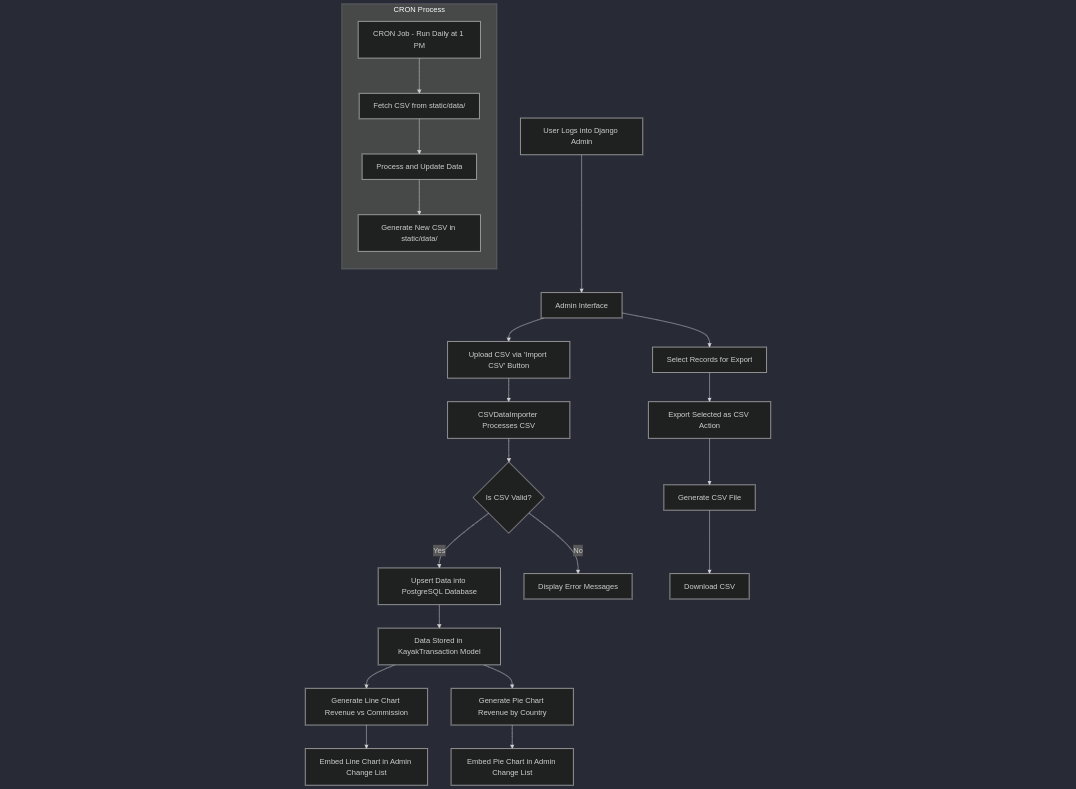 CRON Process
CRON Job - Run Daily at 1
PM
Fetch CSV from static/data/
Process and Update Data
Generate New CSV in
static/data/
User Logs into Django
Admin
Admin Interface
Upload CSV via 'Import
CSV' Button
Select Records for Export
CSVDataImporter
Processes CSV
Export Selected as CSV
Action
Is CSV Valid?
Generate CSV File
Yes
No
Upsert Data into
PostgreSQL Database
Display Error Messages
Download CSV
Data Stored in
KayakTransaction Model
Generate Line Chart
Revenue vs Commission
Generate Pie Chart
Revenue by Country
Embed Line Chart in Admin
Change List
Embed Pie Chart in Admin
Change List